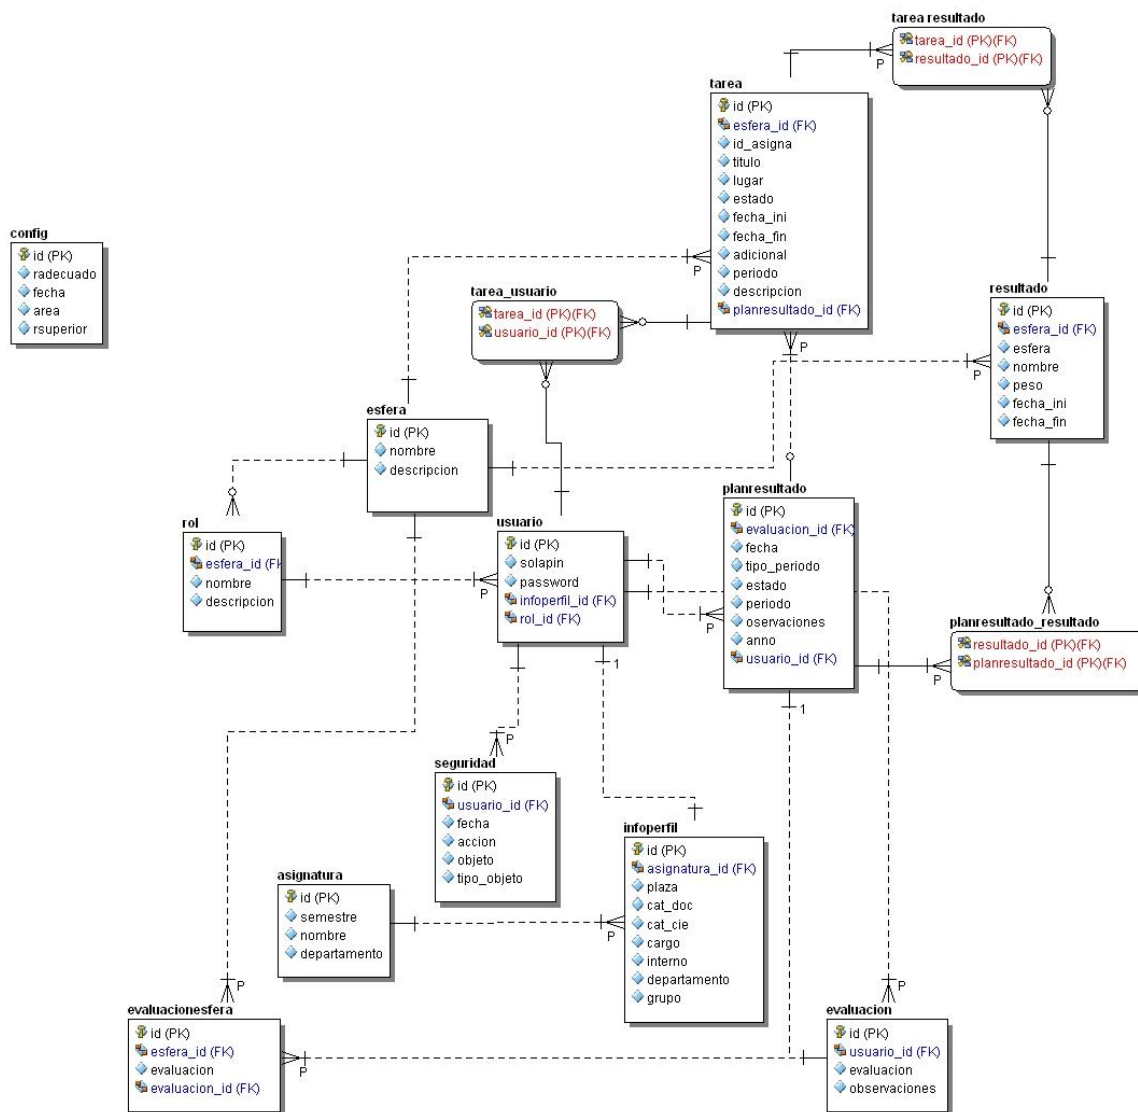 tarea resultado
tarea_id (PK)(FK)
resultado_id (PK)(FK)
P
tarea
id (PK)
esfera_id (FK)
id_asigna
titulo
lugar
estado
fecha_ini
fecha_fin
adicional
periodo
descripcion
planresultado_id (FK)
P
P
config
id (PK)
radecuado
fecha
area
rsuperior
tarea_usuario
tarea_id (PK)(FK)
usuario_id (PK)(FK)
resultado
id (PK)
esfera_id (FK)
esfera
nombre
peso
fecha_ini
fecha_fin
P
esfera
id (PK)
nombre
descripcion
rol
id (PK)
esfera_id (FK
nombre
descripcion
usuario
id (PK)
solapin
password
infoperfil_id (FK)
rol_id (FK)
P
1
planresultado
id (PK)
evaluacion_id (FK)
fecha
tipo_periodo
estado
periodo
oservaciones
anno
usuario_id (FK)
P
1
planresultado_resultado
resultado_id (PK)(FK)
planresultado_id (PK)(FK)
P
seguridad
id (PK)
usuario_id (FK)
fecha
accion
objeto
tipo_objeto
P
infoperfil
id (PK)
asignatura_id (FK)
plaza
cat_doc
cat_cie
cargo
interno
departamento
grupo
P
asignatura
id (PK)
semestre
nombre
departamento
evaluacionesfera
id (PK)
esfera_id (FK)
evaluacion
evaluacion_id (FK)
P
P
evaluacion
id (PK)
usuario_id (FK)
evaluacion
observaciones
P